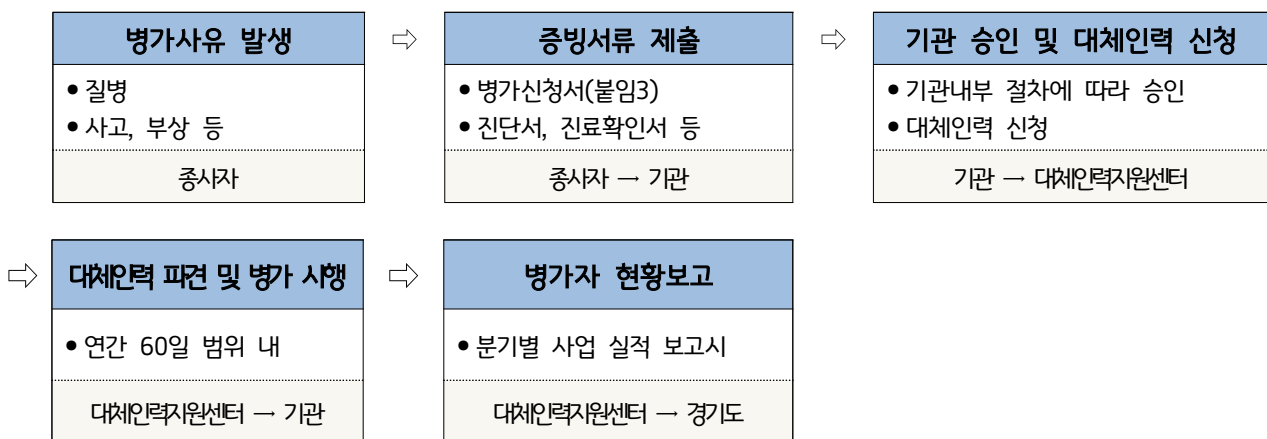 병가사유 발생
⇨
증빙서류 제출
⇨
기관 승인 및 대체인력 신청
• 질병
• 사고, 부상 등
• 병가신청서(붙임3)
• 진단서, 진료확인서 등
• 기관내부 절차에 따라 승인
• 대체인력 신청
종사자
종사자 → 기관
기관 → 대체인력지원센터
⇨
대체인력 파견 및 병가 시행
⇨
병가자 현황보고
• 연간 60일 범위 내
• 분기별 사업 실적 보고시
대체인력지원센터 → 기관
대체인력지원센터 → 경기도